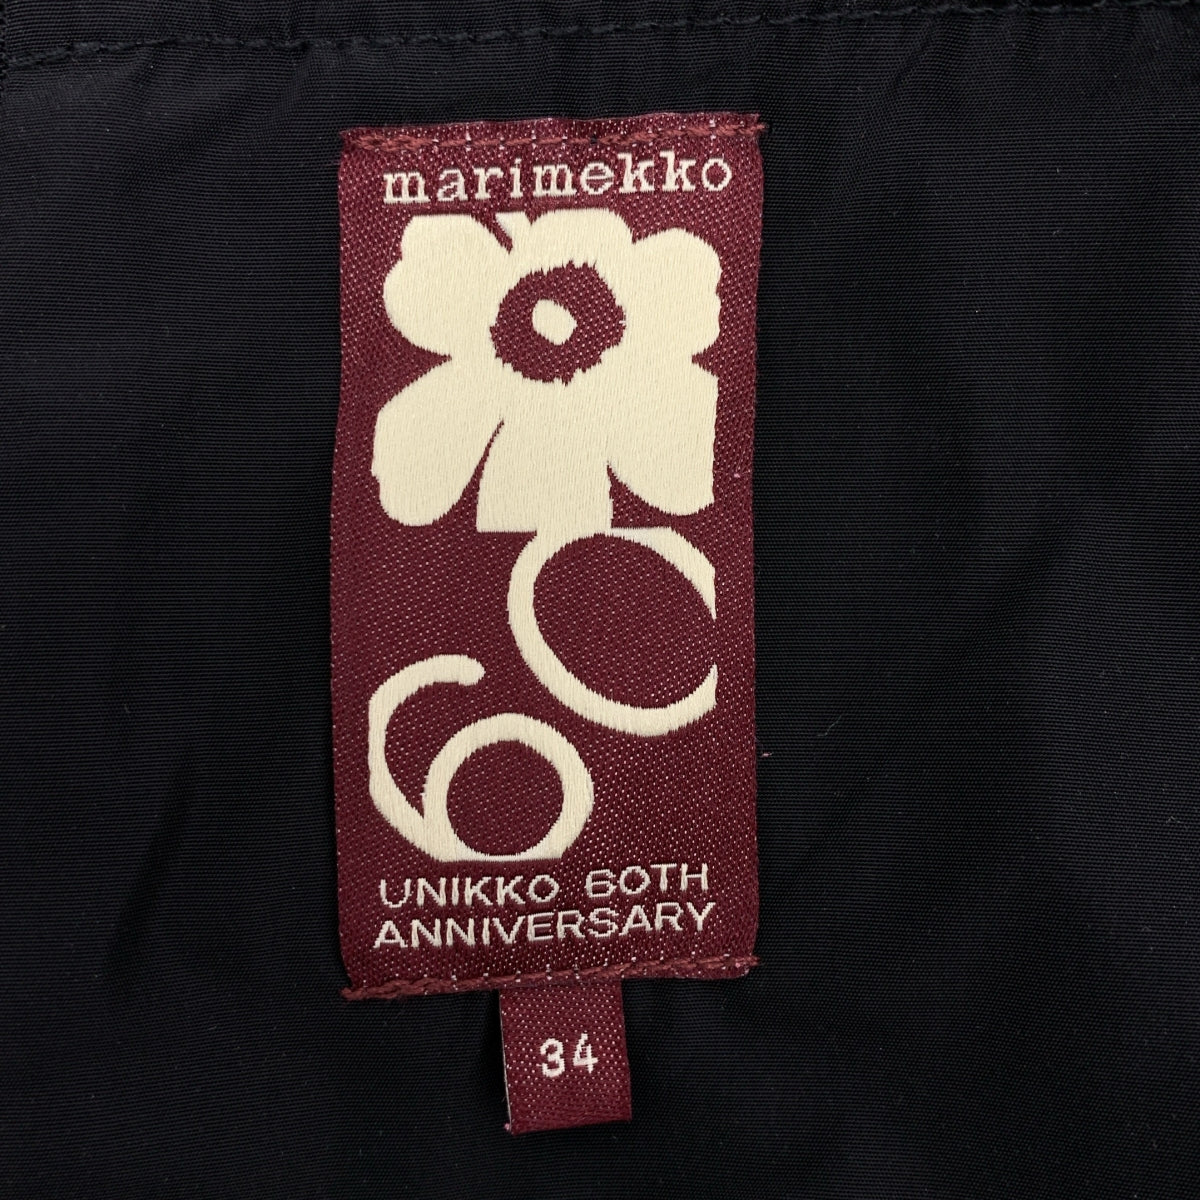 marimekko
60
UNIKKO 60TH
ANNIVERSARY
34